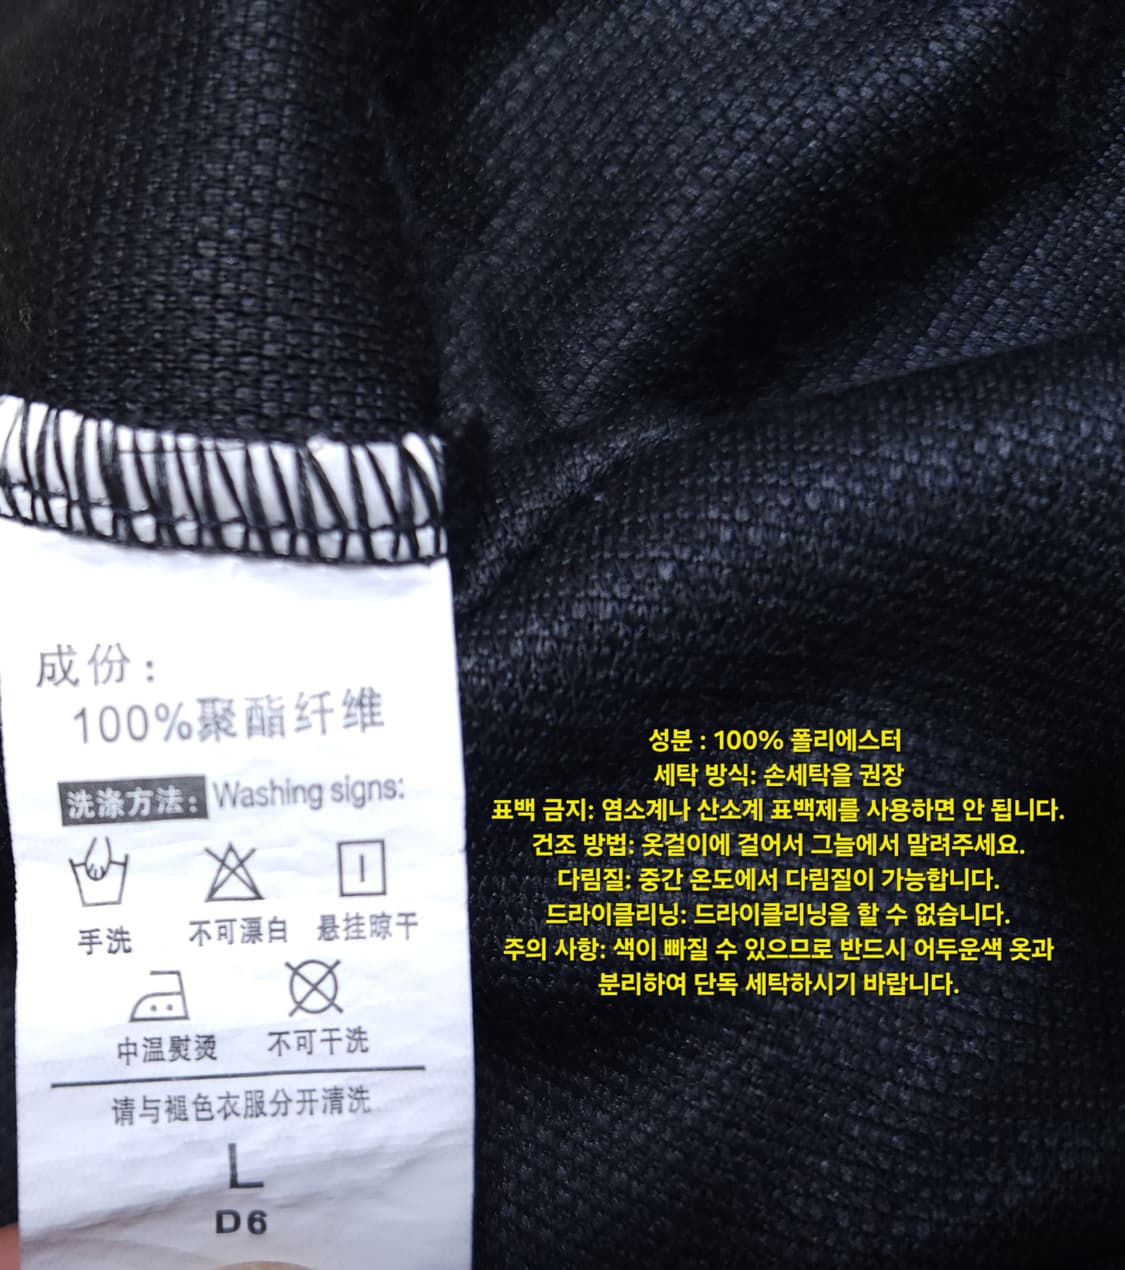 成份:
100%聚酯纤维
洗涤方法: Washing signs:
手洗 不可漂白 悬挂晾干
中温熨烫 不可干洗
请与褪色衣服分开清洗
L
D6
성분 : 100% 폴리에스터
세탁 방식: 손세탁을 권장
표백 금지: 염소계나 산소계 표백제를 사용하면 안 됩니다.
건조 방법: 옷걸이에 걸어서 그늘에서 말려주세요.
다림질: 중간 온도에서 다림질이 가능합니다.
드라이클리닝: 드라이클리닝을 할 수 없습니다.
주의 사항: 색이 빠질 수 있으므로 반드시 어두운색 옷과
분리하여 단독 세탁하시기 바랍니다.